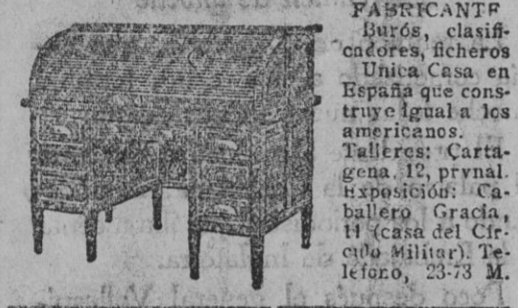 FABRICANTE
Burós, clasifi-
cadores, ficheros
Unica Casa en
España que cons-
truye igual a los
americanos.
Talleres: Carta-
gena, 12, prvnal.
Exposición: Ca-
ballero Gracia,
11 (casa del Cír-
culo Militar). Te-
léfono, 23-73 M.